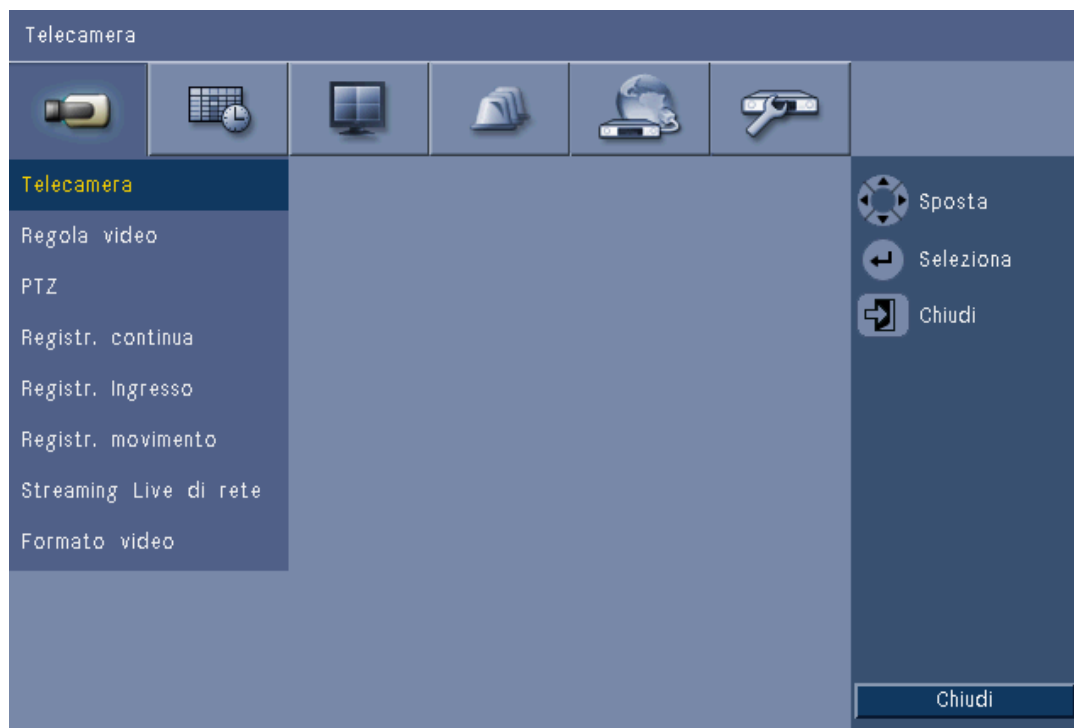 Telecamera
Telecamera
Regola video
PTZ
Registr. continua
Registr. Ingresso
Registr. movimento
Streaming Live di rete
Formato video
Sposta
Seleziona
Chiudi
Chiudi